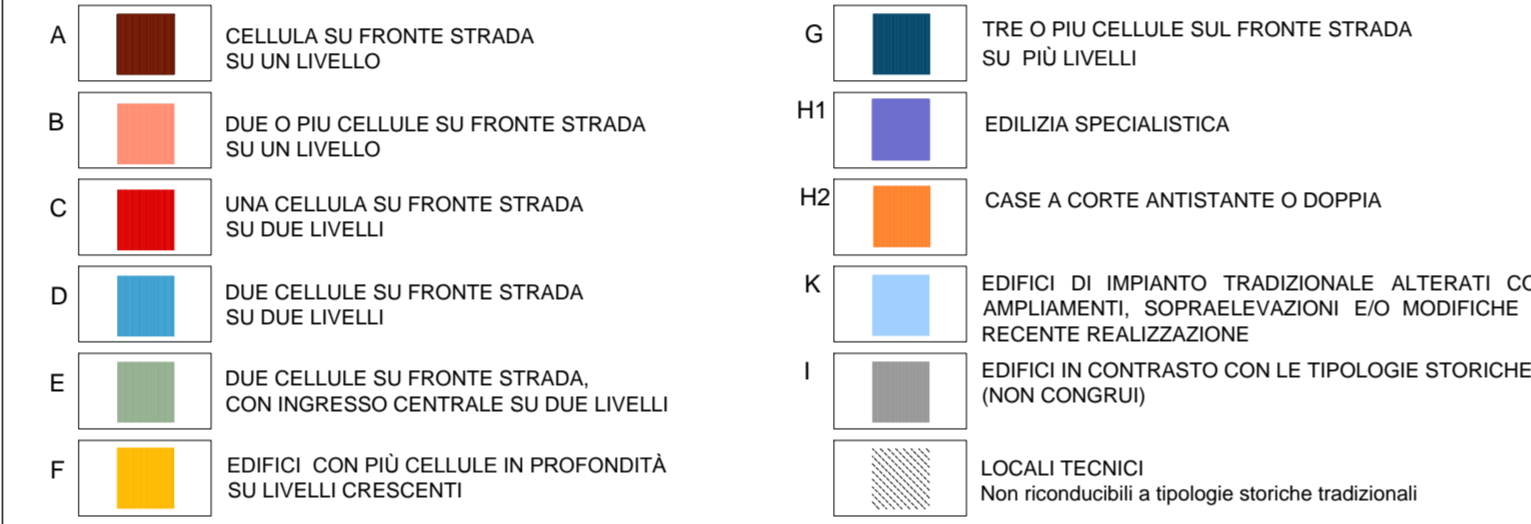 A
CELLULA SU FRONTE STRADA
SU UN LIVELLO
B
DUE O PIU CELLULE SU FRONTE STRADA
SU UN LIVELLO
C
UNA CELLULA SU FRONTE STRADA
SU DUE LIVELLI
D
DUE CELLULE SU FRONTE STRADA
SU DUE LIVELLI
E
DUE CELLULE SU FRONTE STRADA,
CON INGRESSO CENTRALE SU DUE LIVELLI
F
EDIFICI CON PIÙ CELLULE IN PROFONDITÀ
SU LIVELLI CRESCENTI
G
TRE O PIU CELLULE SUL FRONTE STRADA
SU PIÙ LIVELLI
H1
EDILIZIA SPECIALISTICA
H2
CASE A CORTE ANTISTANTE O DOPPIA
K
EDIFICI DI IMPIANTO TRADIZIONALE ALTERATI
AMPLIAMENTI, SOPRAELEVAZIONI E/O MODIFICHE
RECENTE REALIZZAZIONE
I
EDIFICI IN CONTRASTO CON LE TIPOLOGIE STORICHE
(NON CONGRUI)
LOCALI TECNICI
Non riconducibili a tipologie storiche tradizionali